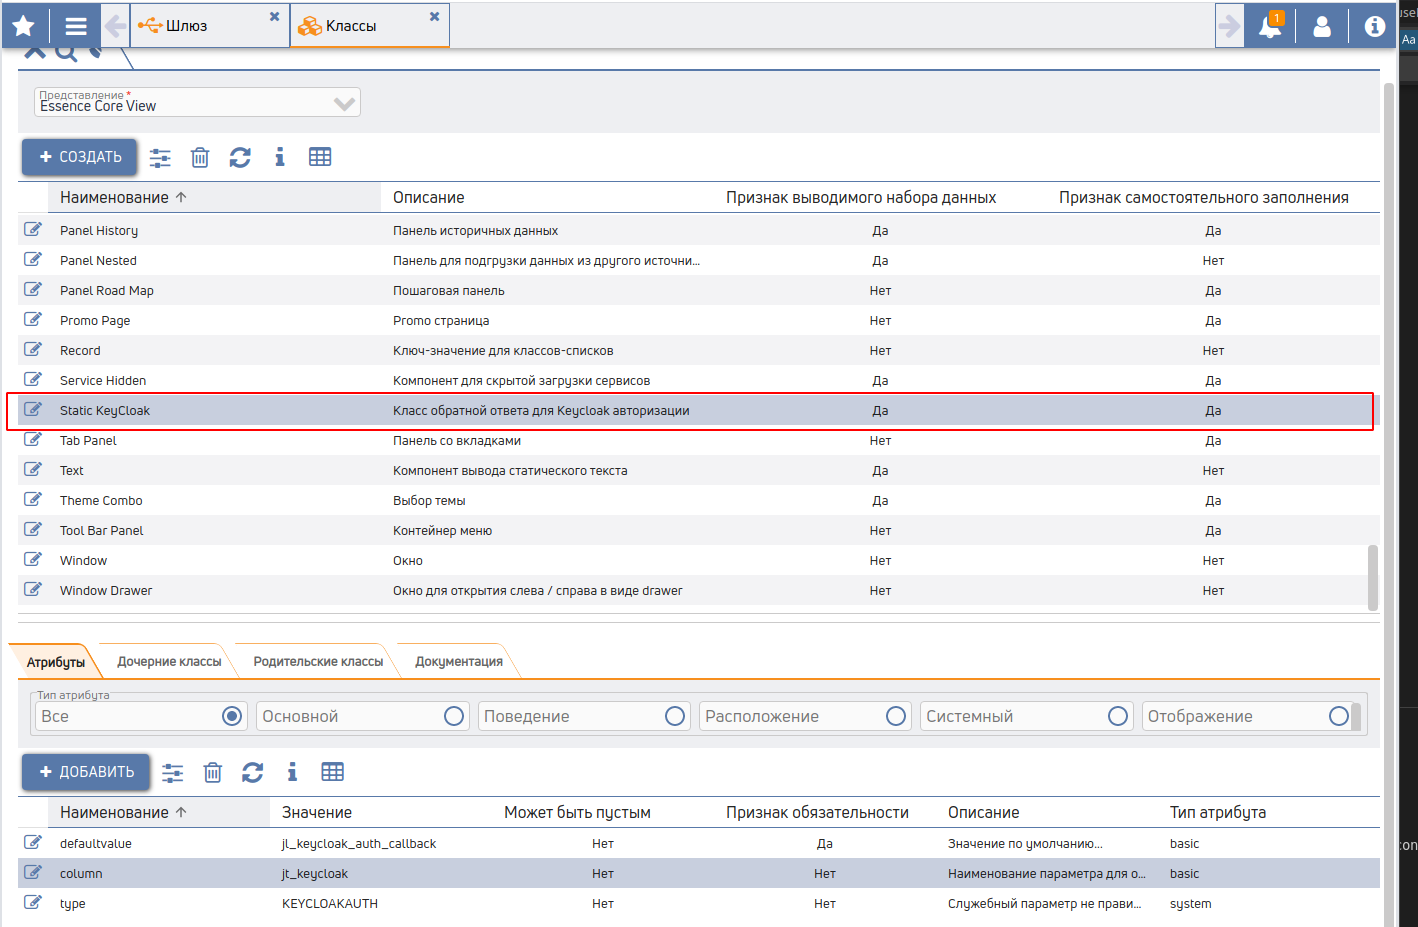 Шлюз
Классы
1
Представление *
Essence Core View
+ СОЗДАТЬ
Наименование Описание Признак выводимого набора данных Признак самостоятельного заполнения
Panel History Панель историчных данных Да Да
Panel Nested Панель для подгрузки данных из другого источни... Да Нет
Panel Road Map Пошаговая панель Нет Да
Promo Page Promo страница Нет Да
Record Ключ-значение для классов-списков Нет Нет
Service Hidden Компонент для скрытой загрузки сервисов Да Да
Static KeyCloak Класс обратной ответа для Keycloak авторизации Да Да
Tab Panel Панель со вкладками Нет Да
Text Компонент вывода статического текста Да Нет
Theme Combo Выбор темы Да Да
Tool Bar Panel Контейнер меню Нет Да
Window Окно Нет Нет
Window Drawer Окно для открытия слева / справа в виде drawer Нет Нет
Атрибуты Дочерние классы Родительские классы Документация
Тип атрибута
Все Основной Поведение Расположение Системный Отображение
+ ДОБАВИТЬ
Наименование Значение Может быть пустым Признак обязательности Описание Тип атрибута
defaultvalue jl_keycloak_auth_callback Нет Да Значение по умолчанию... basic
column jt_keycloak Нет Нет Наименование параметра для о... basic
type KEYCLOAKAUTH Нет Нет Служебный параметр не прави... system
Aa